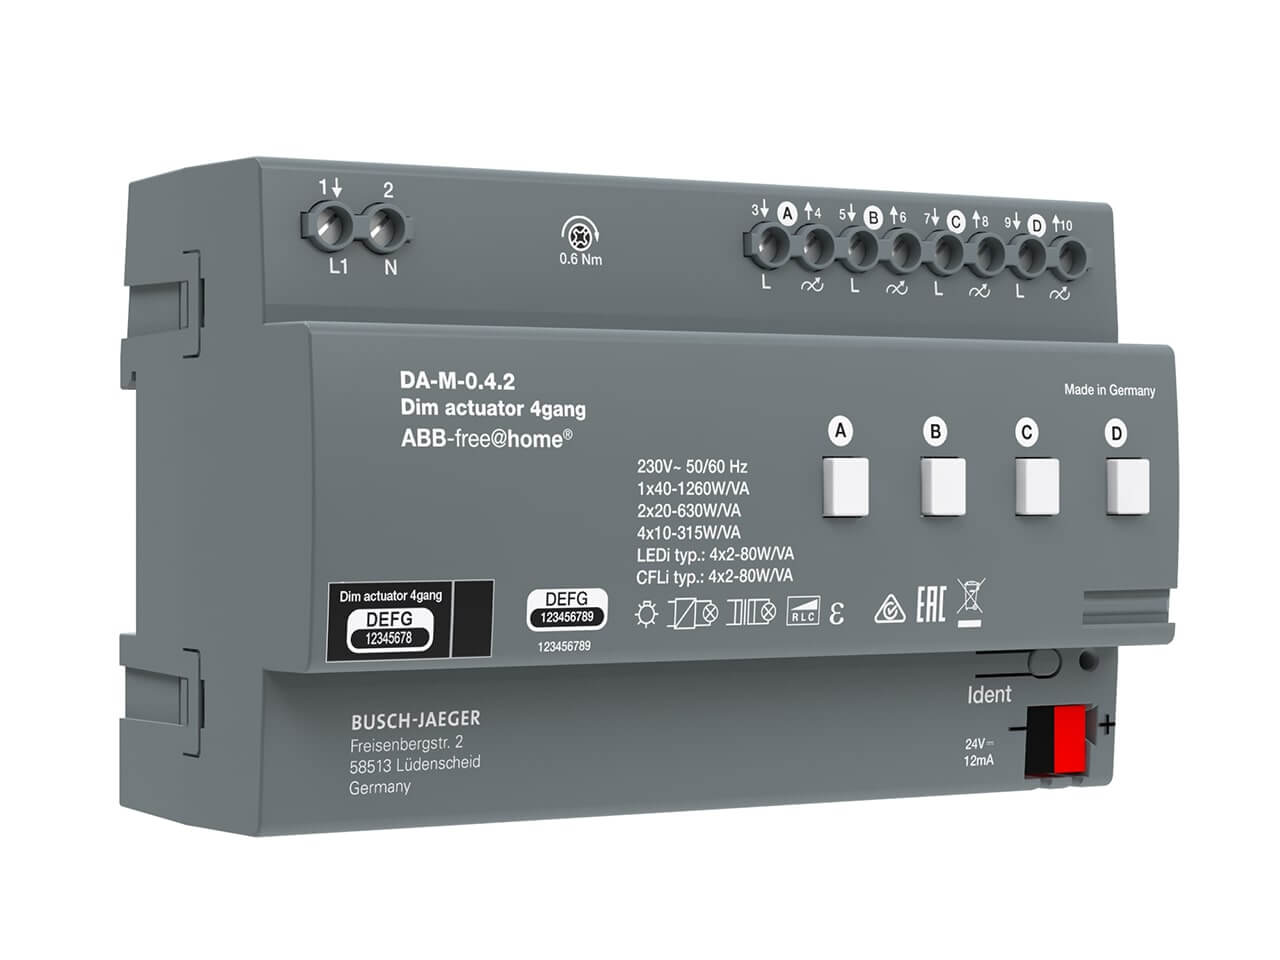 1↓ 2
L1 N
0.6 Nm
3↓ A ↑4 5↓ B ↑6 7↓ C ↑8 9↓ D ↑10
L L L L
DA-M-0.4.2
Dim actuator 4gang
ABB-free@home®
Made in Germany
A B C D
230V~ 50/60 Hz
1x40-1260W/VA
2x20-630W/VA
4x10-315W/VA
LEDi typ.: 4x2-80W/VA
CFLi typ.: 4x2-80W/VA
RLC
EAC
Dim actuator 4gang
DEFG
12345678
DEFG
123456789
123456789
BUSCH-JAEGER
Freisenbergstr. 2
58513 Lüdenscheid
Germany
Ident
− +
24V⎓
12mA